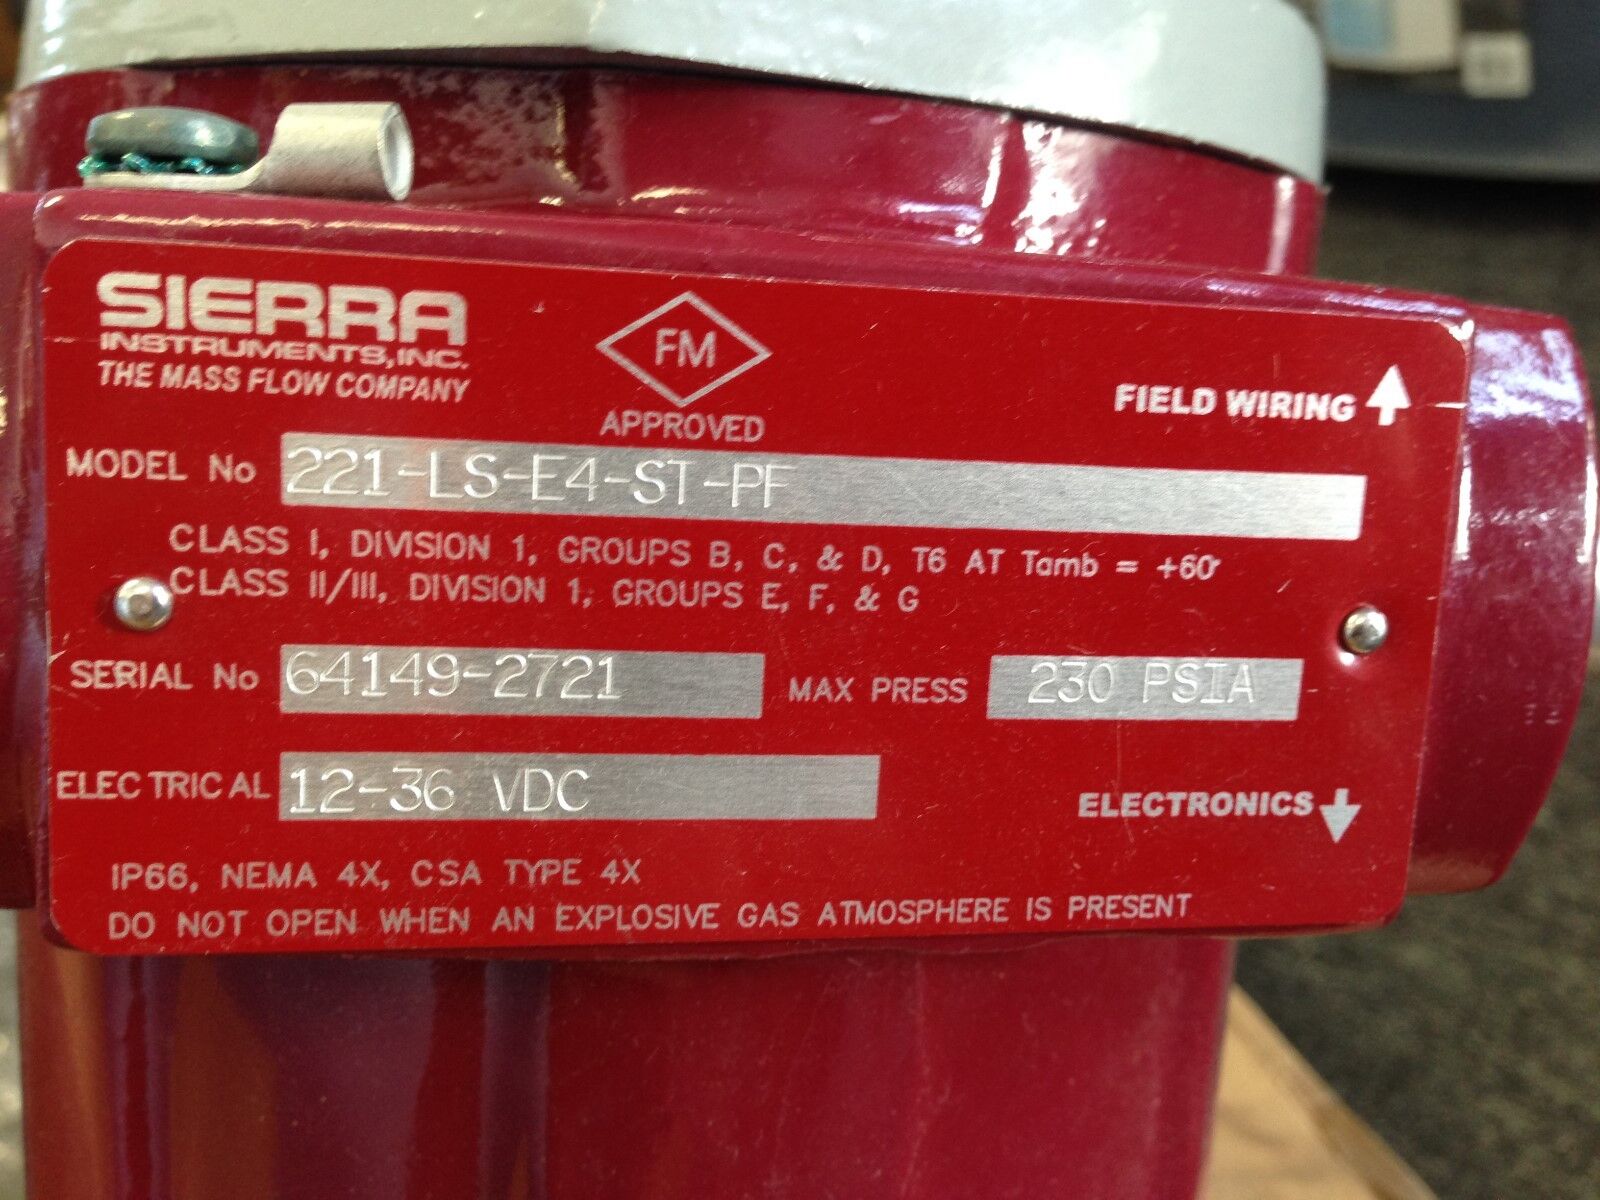 SIERRA
INSTRUMENTS, INC.
THE MASS FLOW COMPANY
FM
APPROVED
FIELD WIRING
MODEL No 221-LS-E4-ST-PF
CLASS I, DIVISION 1, GROUPS B, C, & D, T6 AT Tamb = +60°
CLASS II/III, DIVISION 1, GROUPS E, F, & G
SERIAL No 64149-2721 MAX PRESS 230 PSIA
ELECTRICAL 12-36 VDC
ELECTRONICS
IP66, NEMA 4X, CSA TYPE 4X
DO NOT OPEN WHEN AN EXPLOSIVE GAS ATMOSPHERE IS PRESENT